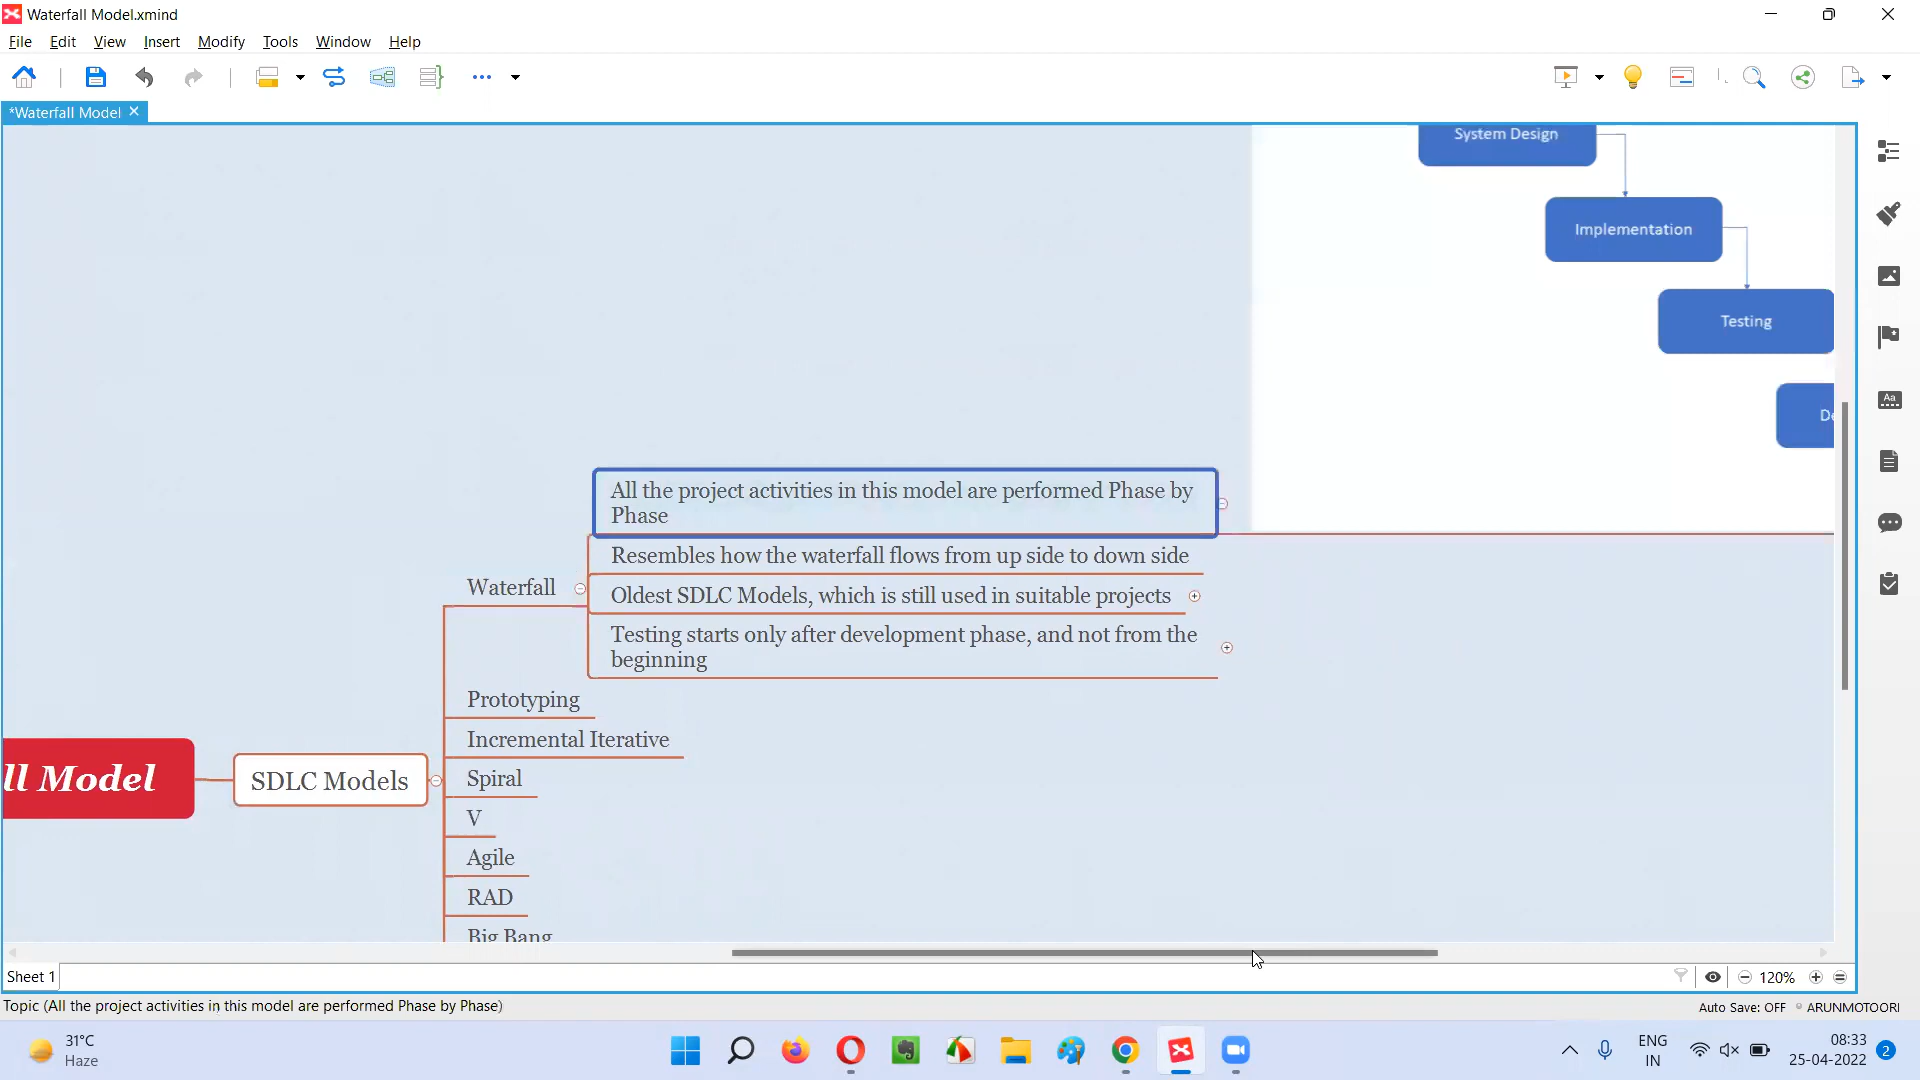 Waterfall Model.xmind
File Edit View Insert Modify Tools Window Help
*Waterfall Model
System Design
Implementation
Testing
De
All the project activities in this model are performed Phase by
Phase
Resembles how the waterfall flows from up side to down side
Waterfall
Oldest SDLC Models, which is still used in suitable projects
Testing starts only after development phase, and not from the
beginning
Prototyping
Incremental Iterative
ll Model
SDLC Models
Spiral
V
Agile
RAD
Big Bang
Sheet 1
120%
Topic (All the project activities in this model are performed Phase by Phase)
Auto Save: OFF
ARUNMOTOORI
31°C
Haze
ENG
IN
08:33
25-04-2022
2